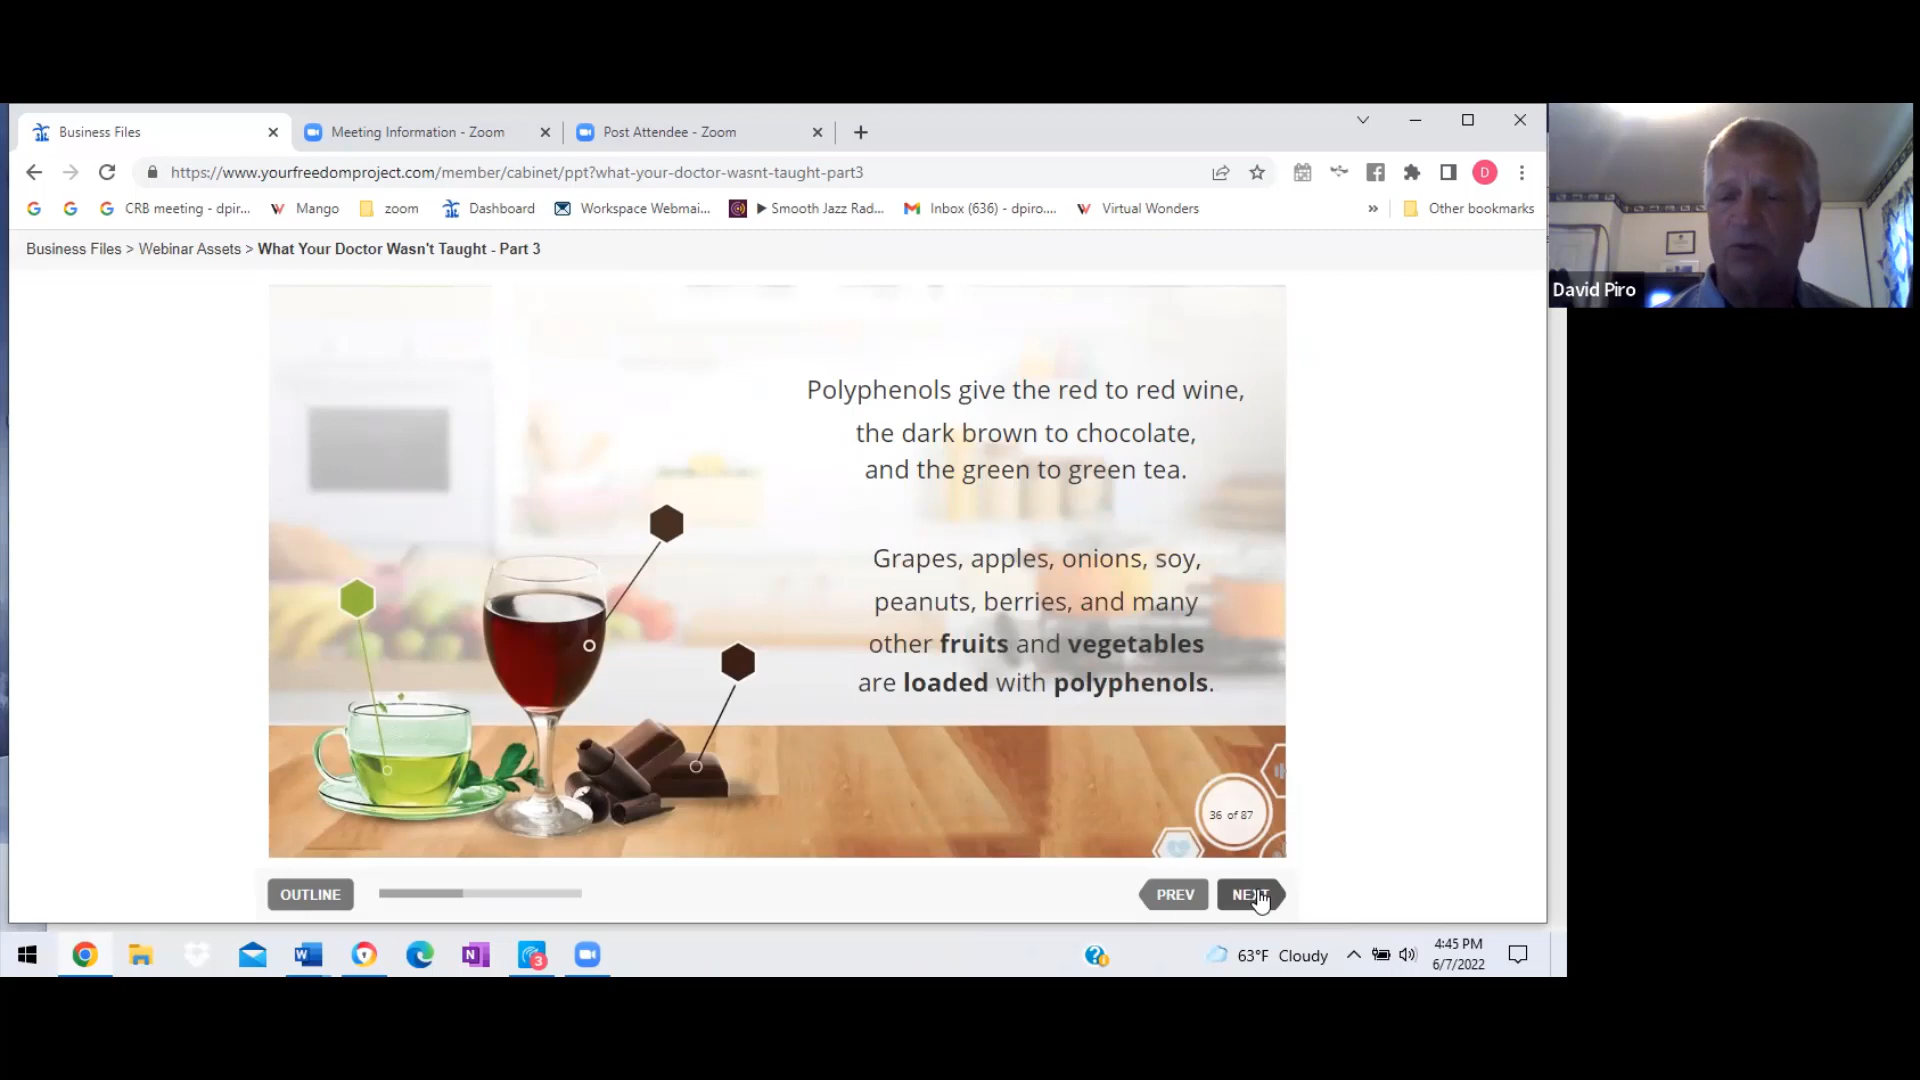 Business Files
Meeting Information - Zoom
Post Attendee - Zoom
https://www.yourfreedomproject.com/member/cabinet/ppt?what-your-doctor-wasnt-taught-part3
D
CRB meeting - dpir...
Mango
zoom
Dashboard
Workspace Webmai...
▶ Smooth Jazz Rad...
Inbox (636) - dpiro....
Virtual Wonders
»
Other bookmarks
Business Files > Webinar Assets > What Your Doctor Wasn't Taught - Part 3
David Piro
Polyphenols give the red to red wine,
the dark brown to chocolate,
and the green to green tea.
Grapes, apples, onions, soy,
peanuts, berries, and many
other fruits and vegetables
are loaded with polyphenols.
36 of 87
OUTLINE
PREV
NEXT
3
63°F Cloudy
4:45 PM
6/7/2022